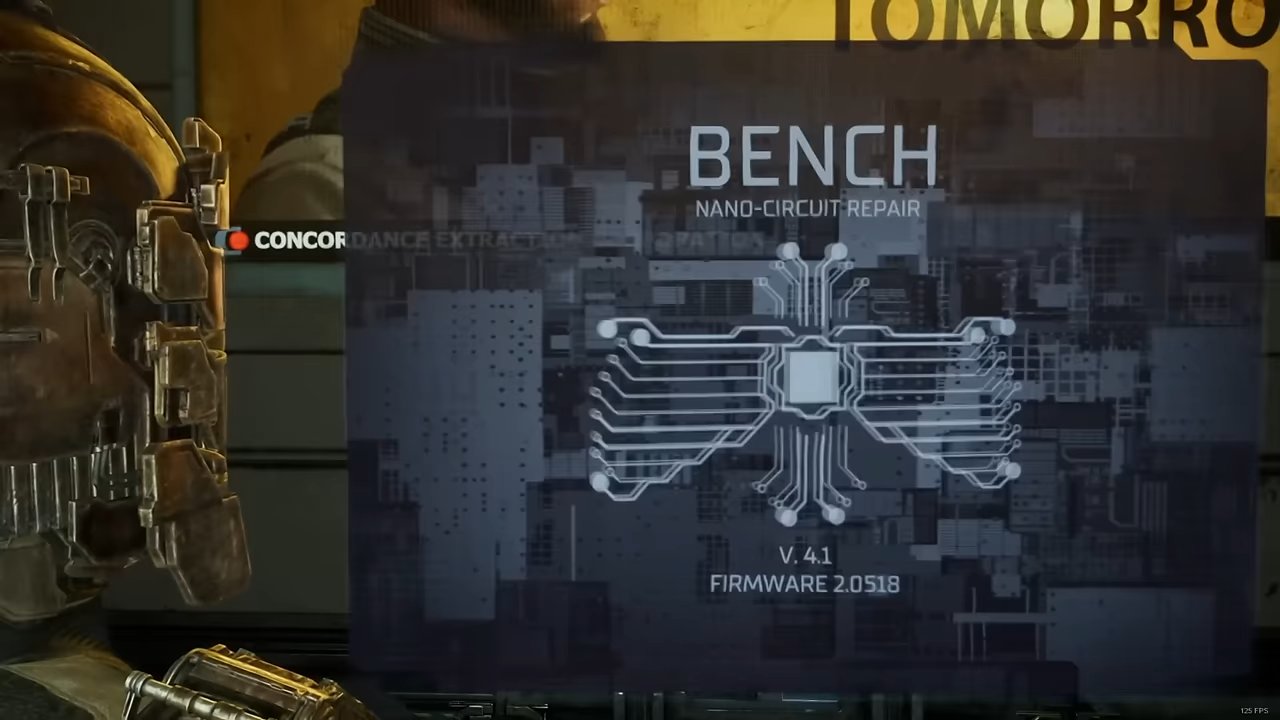 TOMORRO
BENCH
NANO-CIRCUIT REPAIR
CONCORDANCE EXTRACTION
V. 4.1
FIRMWARE 2.0518
125 FPS